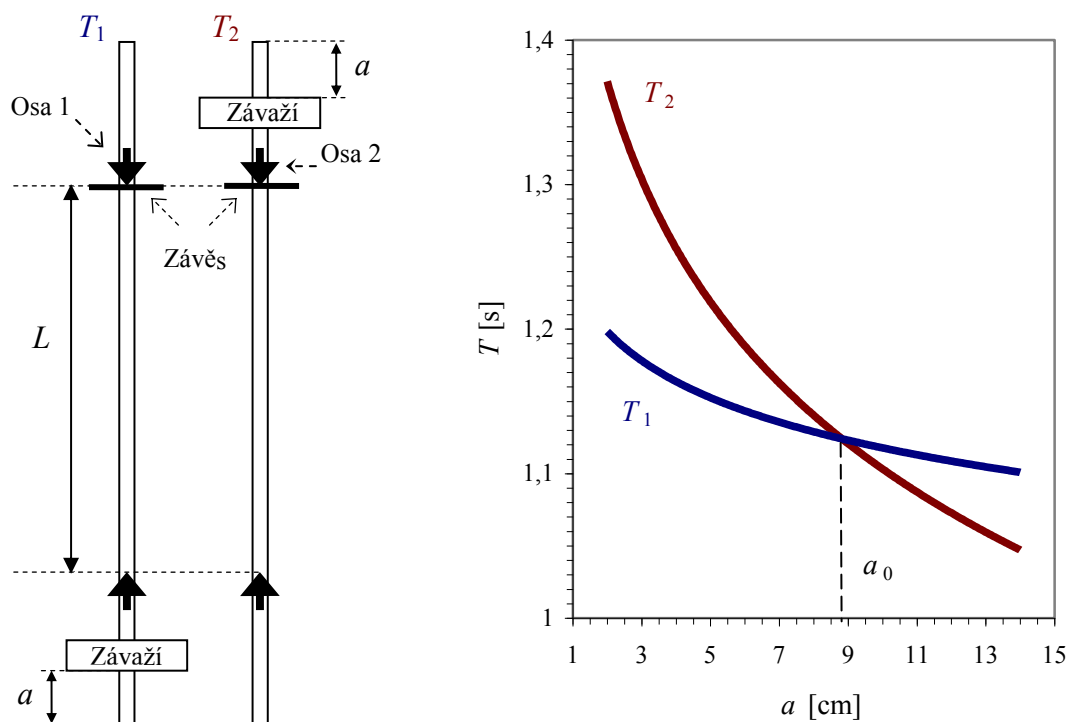 T1
T2
a
Závaží
Osa 1
Osa 2
Závěs
L
Závaží
a
1,4
1,3
1,2
1,1
1
T [s]
T2
T1
a0
1 3 5 7 9 11 13 15
a [cm]